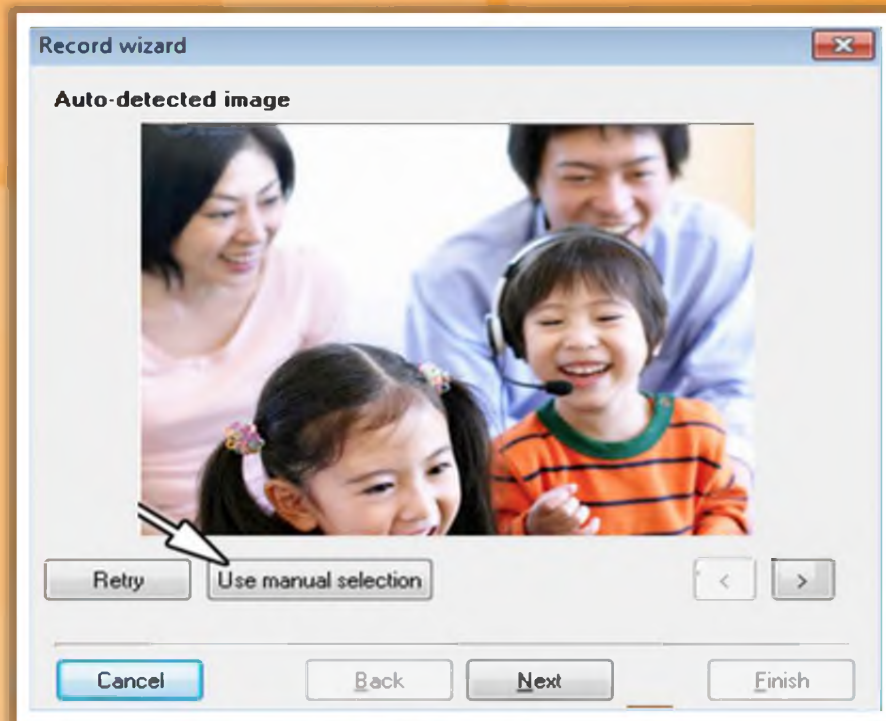 Record wizard
Auto-detected image
Retry
Use manual selection
<
>
Cancel
Back
Next
Finish